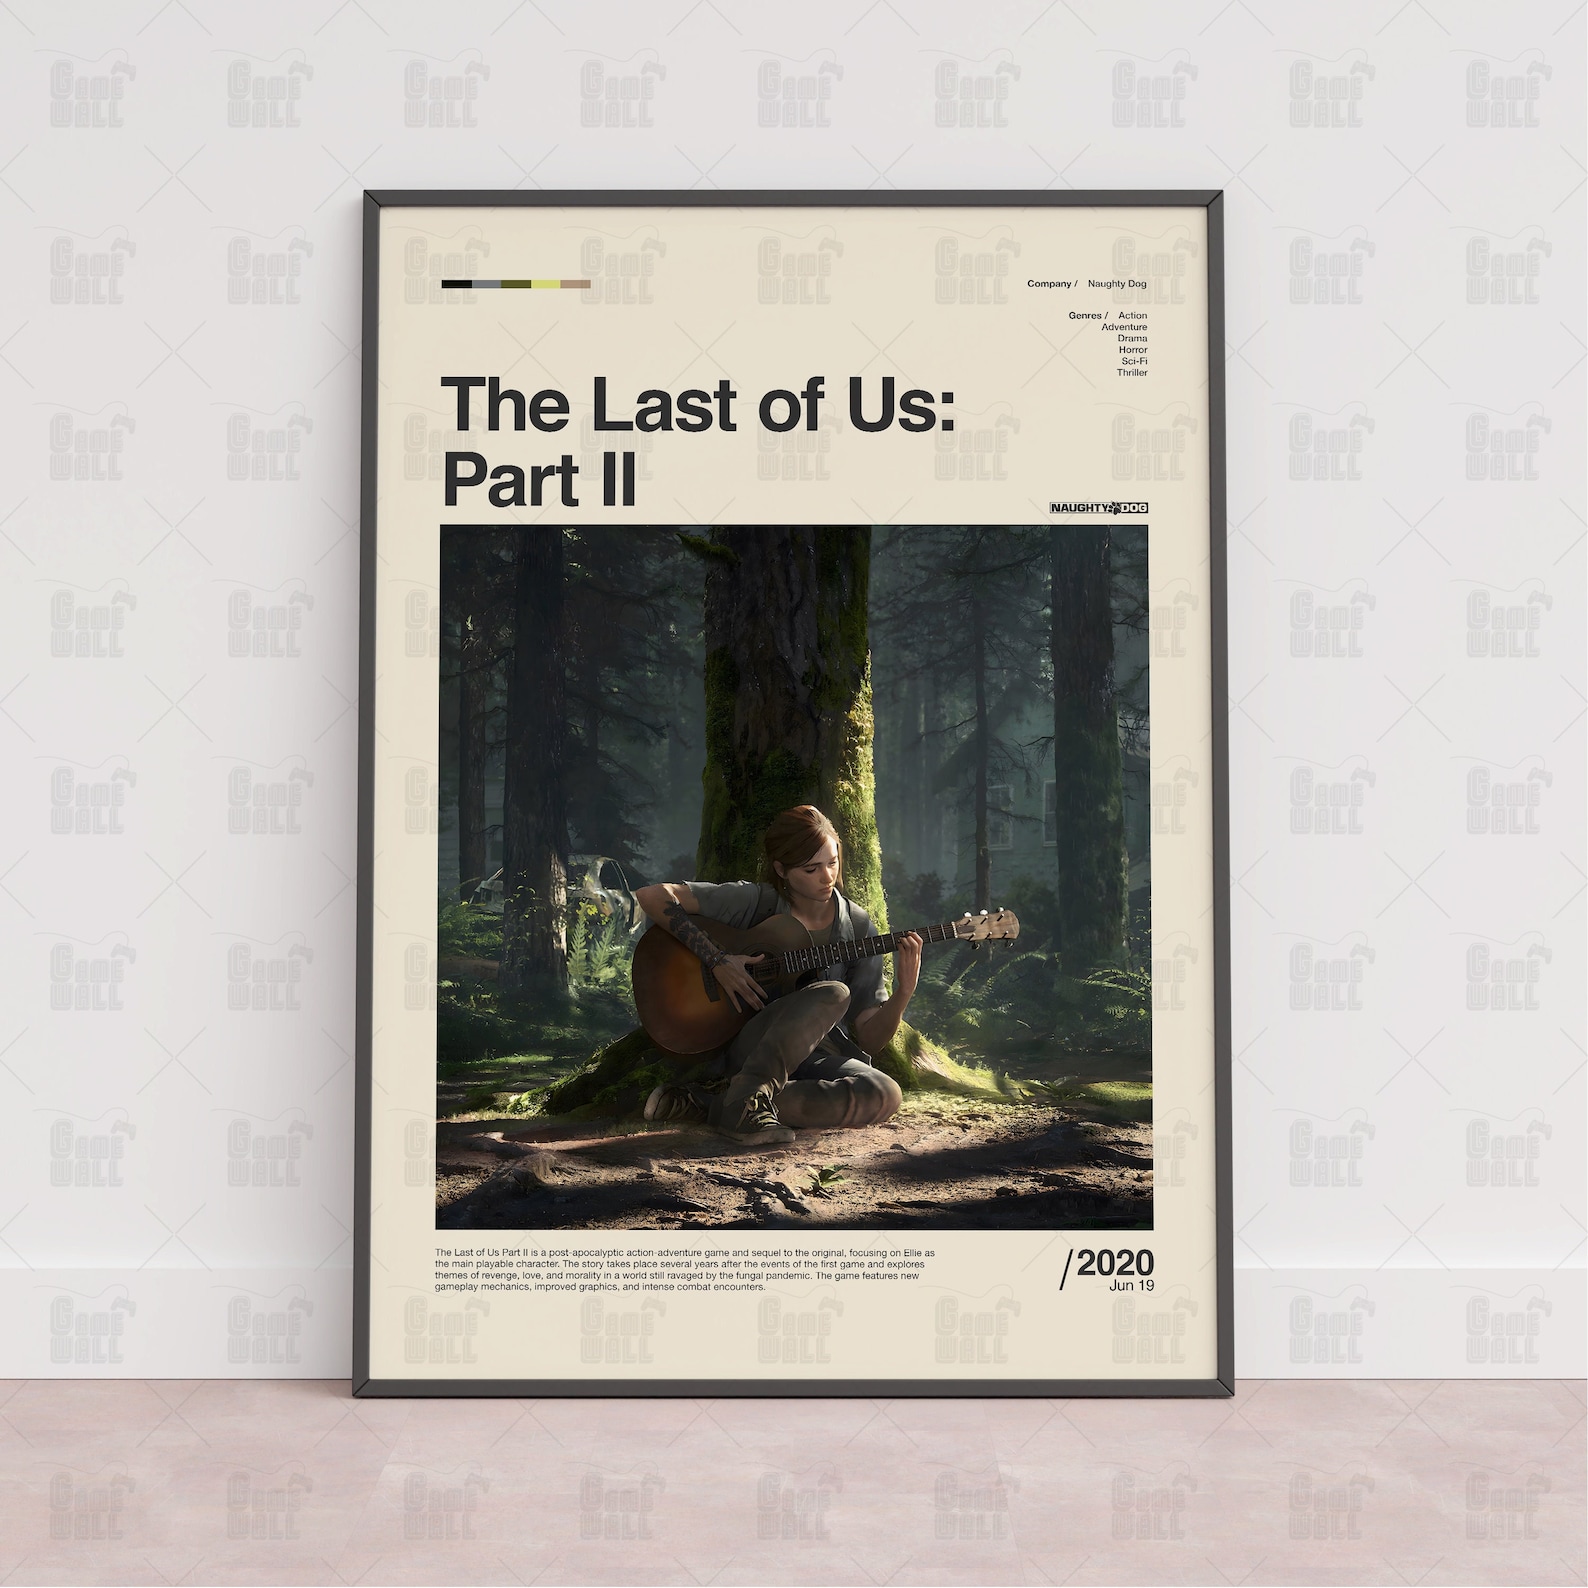 Company / Naughty Dog
Genres / Action
Adventure
Drama
Horror
Sci-Fi
Thriller
The Last of Us:
Part II
NAUGHTY DOG
The Last of Us Part II is a post-apocalyptic action-adventure game and sequel to the original, focusing on Ellie as
the main playable character. The story takes place several years after the events of the first game and explores
themes of revenge, love, and morality in a world still ravaged by the fungal pandemic. The game features new
gameplay mechanics, improved graphics, and intense combat encounters.
/2020
Jun 19
GAME
WALL